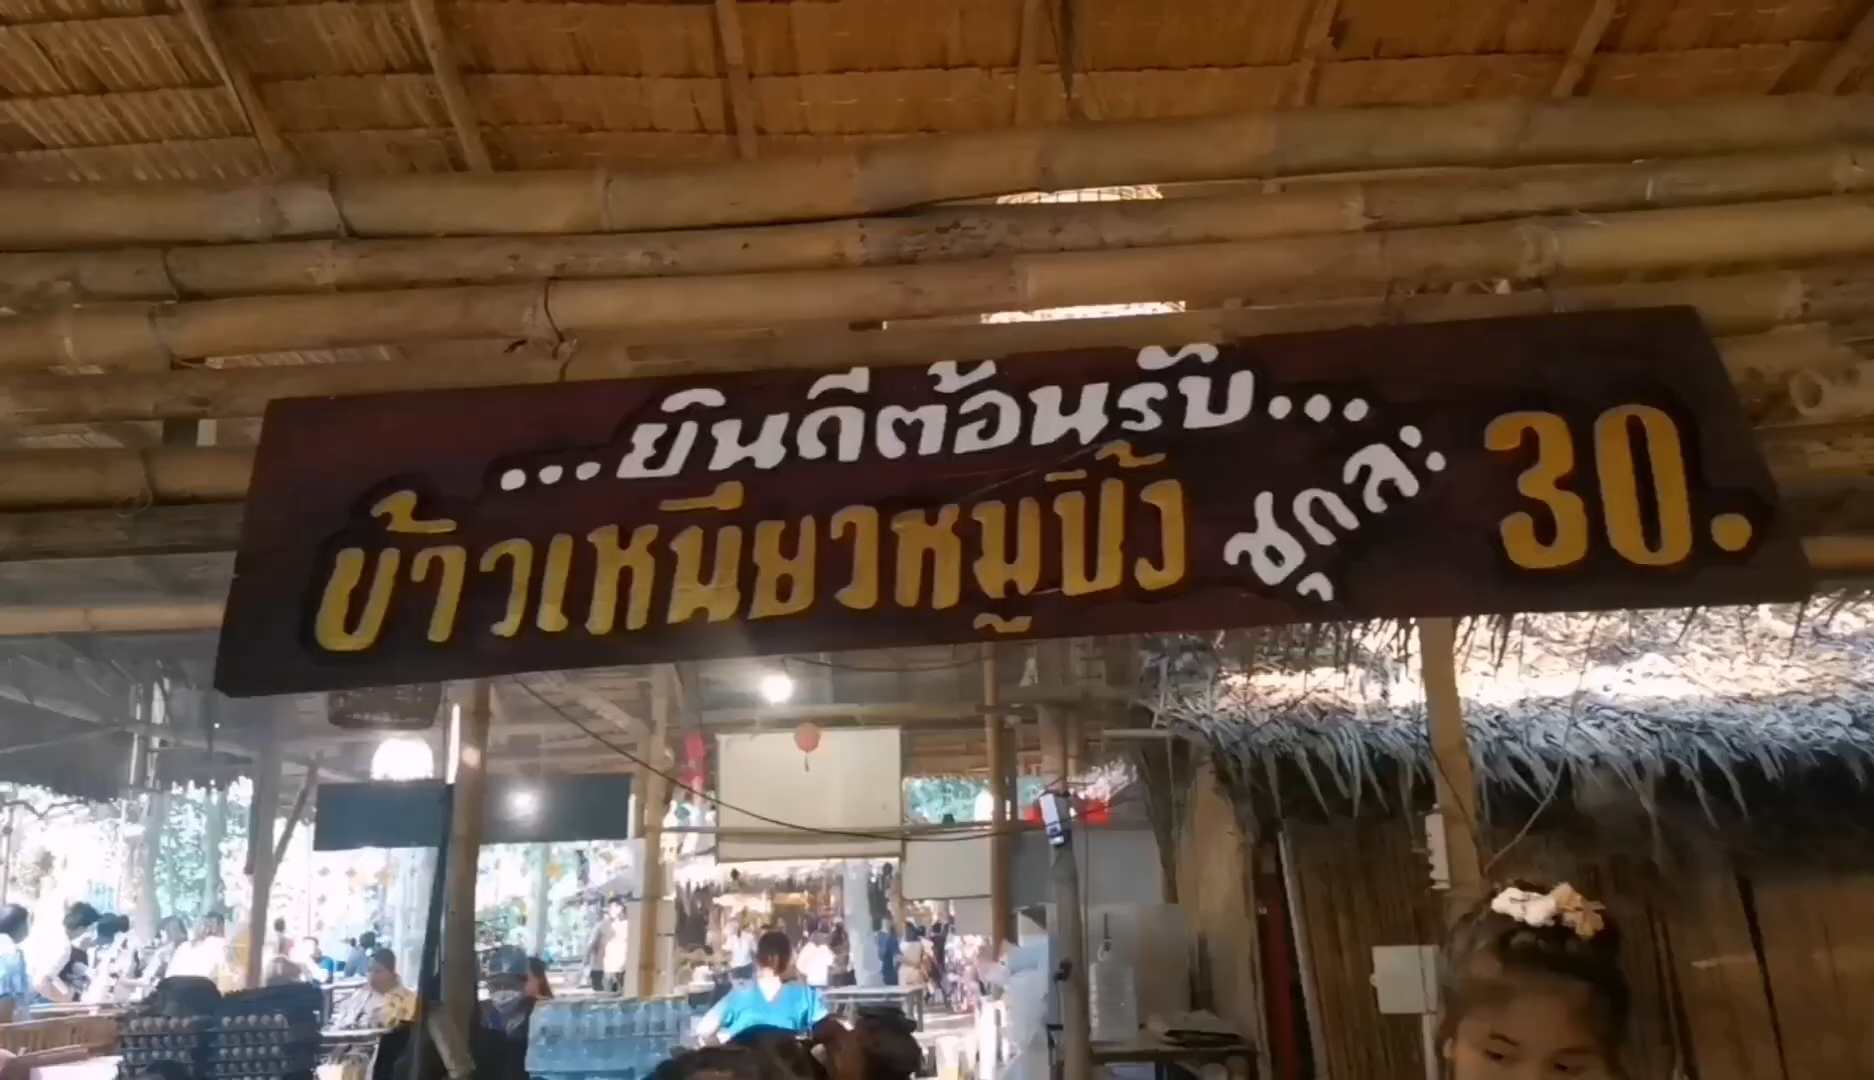 ...ยินดีต้อนรับ...
ข้าวเหนียวหมูปิ้ง ชุกละ 30.